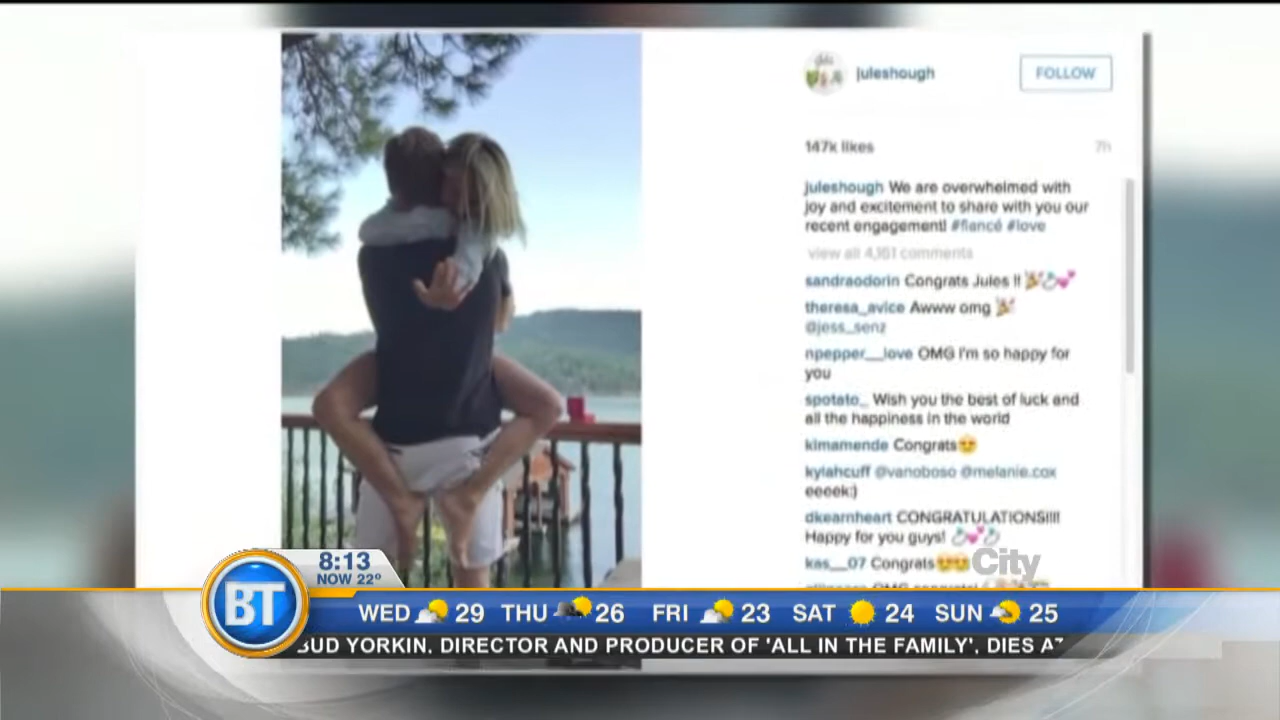 juleshough
FOLLOW
147k likes
7h
juleshough We are overwhelmed with
joy and excitement to share with you our
recent engagement! #fiancé #love
view all 4,161 comments
sandraodorin Congrats Jules !!
theresa_avice Awww omg
@jess_senz
npepper__love OMG I'm so happy for
you
spotato_ Wish you the best of luck and
all the happiness in the world
kimamende Congrats
kylahcuff @vanoboso @melanie.cox
eeeek:)
dkearnheart CONGRATULATIONS!!!!
Happy for you guys!
kas__07 Congrats
City
8:13
NOW 22º
BT
WED 29 THU 26 FRI 23 SAT 24 SUN 25
BUD YORKIN, DIRECTOR AND PRODUCER OF 'ALL IN THE FAMILY', DIES